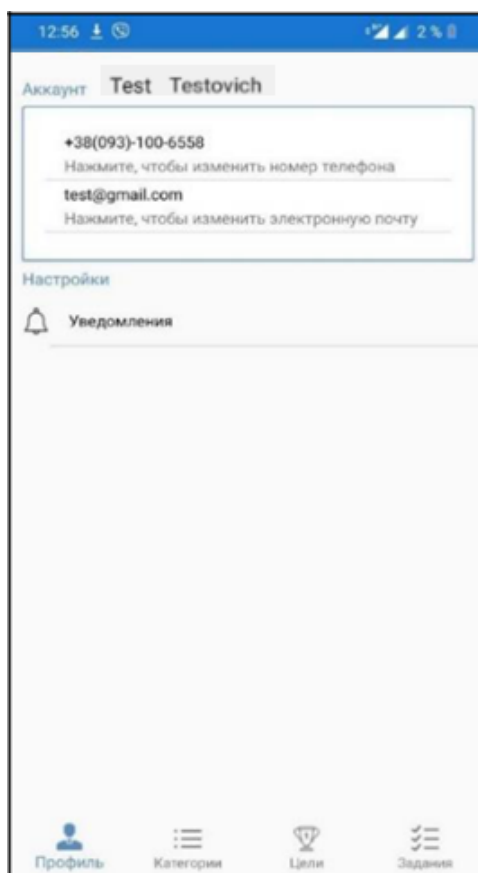 12:56 2 %
Аккаунт Test Testovich
+38(093)-100-6558
Нажмите, чтобы изменить номер телефона
test@gmail.com
Нажмите, чтобы изменить электронную почту
Настройки
Уведомления
Профиль Категории Цели Задания